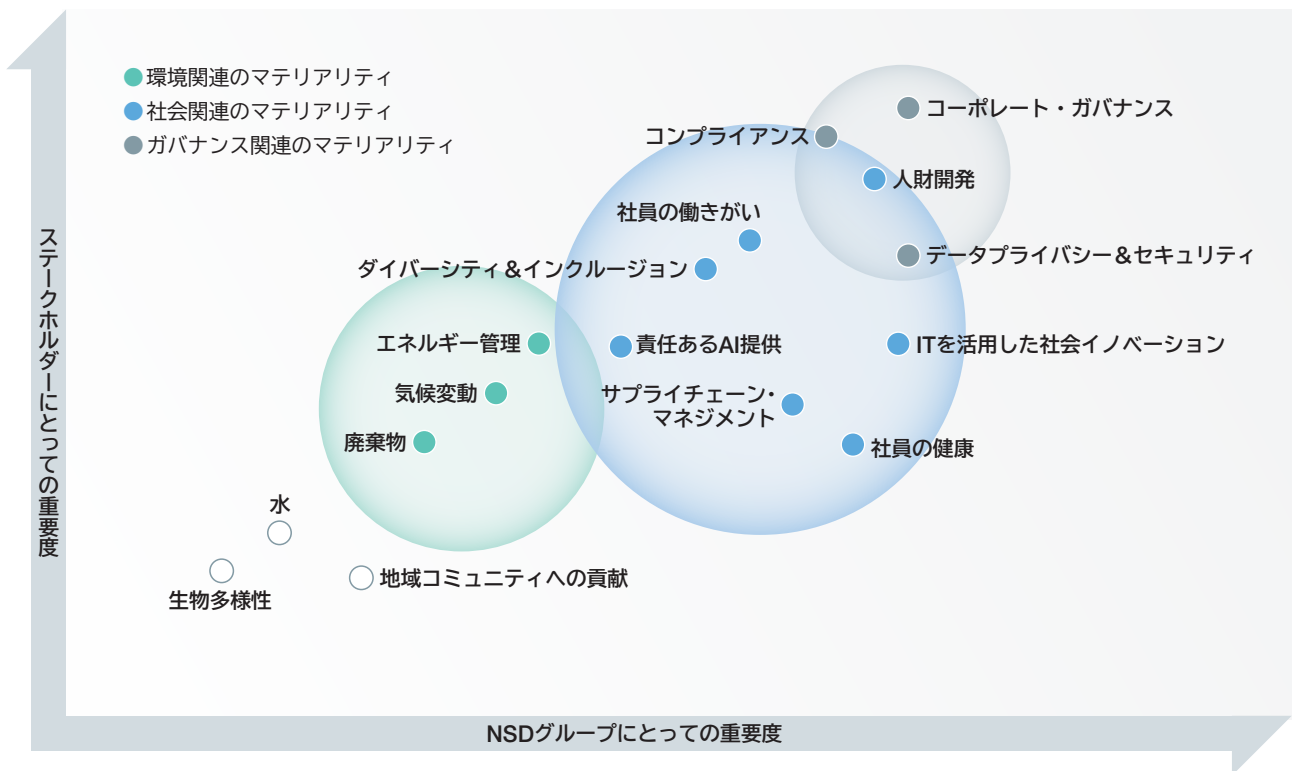 環境関連のマテリアリティ
社会関連のマテリアリティ
ガバナンス関連のマテリアリティ
コーポレート・ガバナンス
コンプライアンス
人財開発
社員の働きがい
データプライバシー&セキュリティ
ダイバーシティ&インクルージョン
エネルギー管理
責任あるAI提供
ITを活用した社会イノベーション
気候変動
サプライチェーン・
マネジメント
廃棄物
社員の健康
水
地域コミュニティへの貢献
生物多様性
ステークホルダーにとっての重要度
NSDグループにとっての重要度